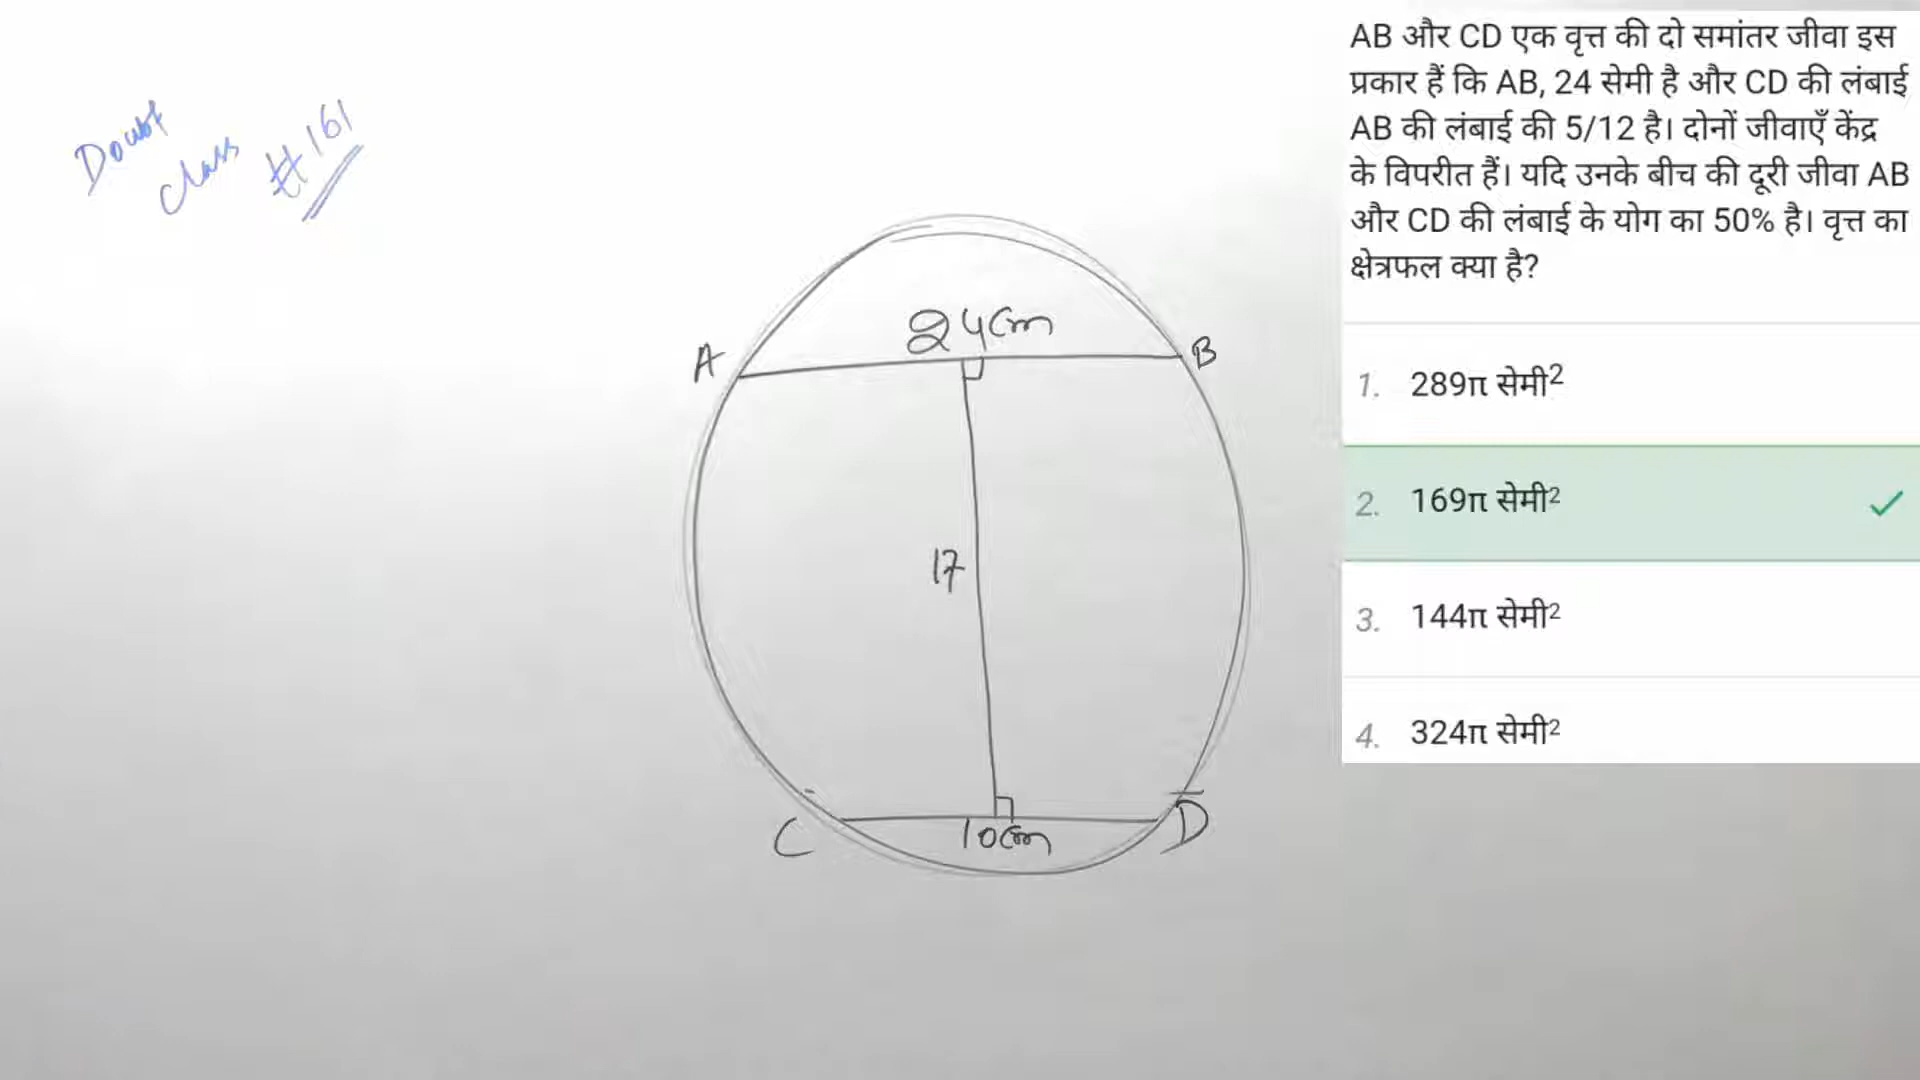 Doubt
Class #161
AB और CD एक वृत्त की दो समांतर जीवा इस
प्रकार हैं कि AB, 24 सेमी है और CD की लंबाई
AB की लंबाई की 5/12 है। दोनों जीवाएँ केंद्र
के विपरीत हैं। यदि उनके बीच की दूरी जीवा AB
और CD की लंबाई के योग का 50% है। वृत्त का
क्षेत्रफल क्या है?
1. 289π सेमी²
2. 169π सेमी²
3. 144π सेमी²
4. 324π सेमी²
24cm
A
B
17
C
10cm
D